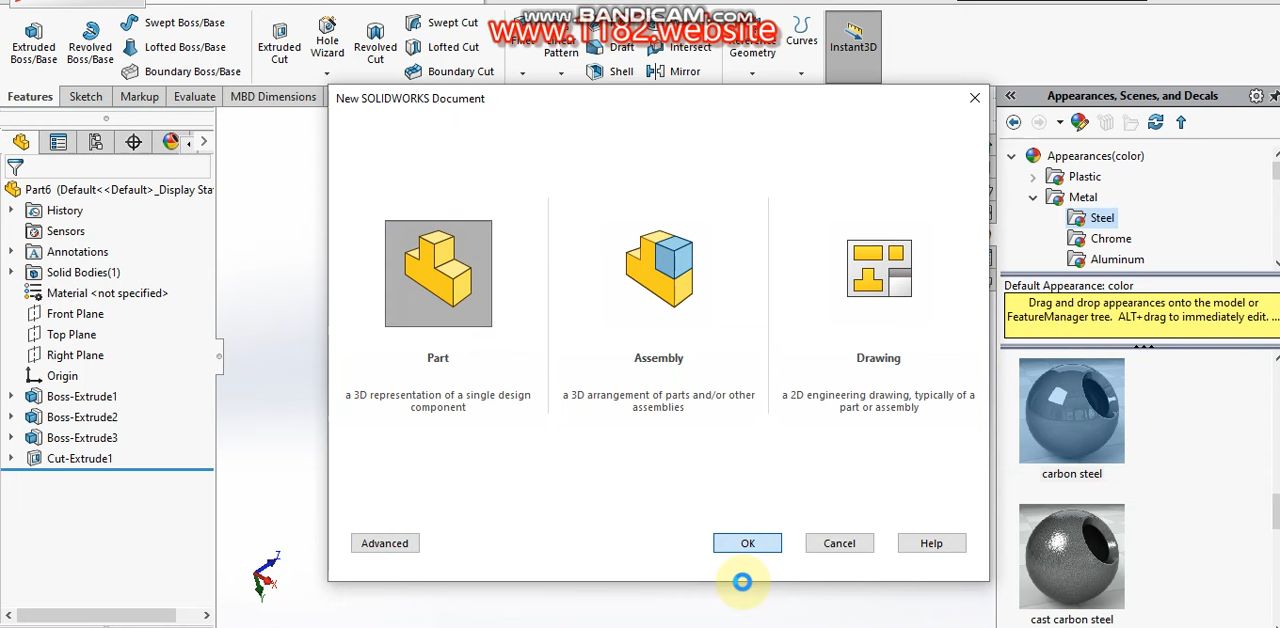 www.BANDICAM.com
www.1182.website
Extruded Boss/Base
Revolved Boss/Base
Swept Boss/Base
Lofted Boss/Base
Boundary Boss/Base
Extruded Cut
Hole Wizard
Revolved Cut
Swept Cut
Lofted Cut
Boundary Cut
Linear Pattern
Draft
Shell
Intersect
Mirror
Reference Geometry
Curves
Instant3D
Features
Sketch
Markup
Evaluate
MBD Dimensions
Part6 (Default<<Default>_Display Sta
History
Sensors
Annotations
Solid Bodies(1)
Material <not specified>
Front Plane
Top Plane
Right Plane
Origin
Boss-Extrude1
Boss-Extrude2
Boss-Extrude3
Cut-Extrude1
New SOLIDWORKS Document
Part
a 3D representation of a single design
component
Assembly
a 3D arrangement of parts and/or other
assemblies
Drawing
a 2D engineering drawing, typically of a
part or assembly
Advanced
OK
Cancel
Help
Z
X
Y
Appearances, Scenes, and Decals
Appearances(color)
Plastic
Metal
Steel
Chrome
Aluminum
Default Appearance: color
Drag and drop appearances onto the model or
FeatureManager tree. ALT+drag to immediately edit. ...
carbon steel
cast carbon steel